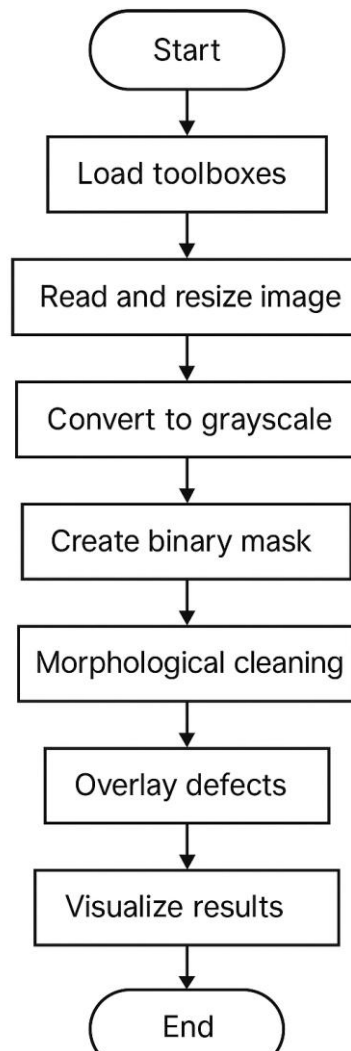 Start
Load toolboxes
Read and resize image
Convert to grayscale
Create binary mask
Morphological cleaning
Overlay defects
Visualize results
End